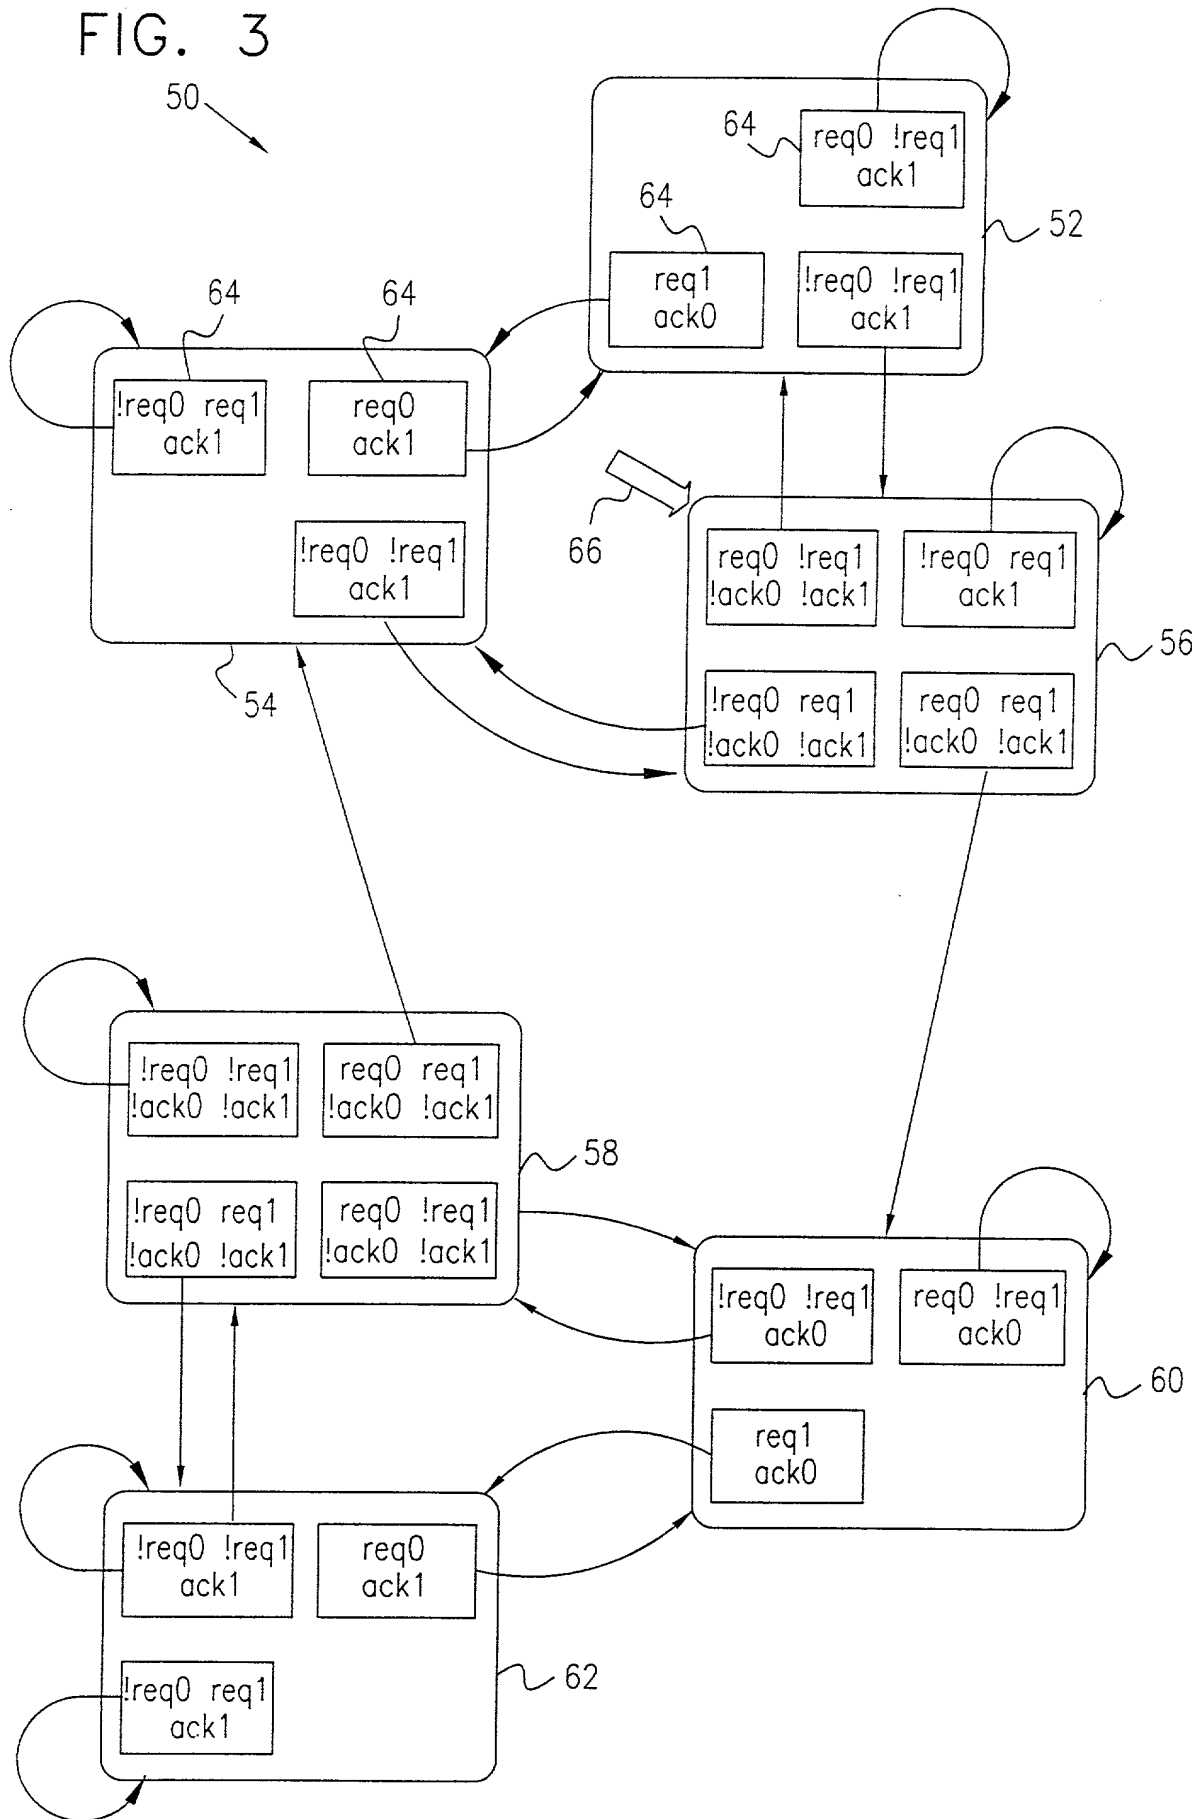 FIG. 3
50
64
req0 !req1
ack1
52
64
req1
ack0
!req0 !req1
ack1
64
64
!req0 req1
ack1
req0
ack1
!req0 !req1
ack1
54
66
req0 !req1
!ack0 !ack1
!req0 req1
ack1
56
!req0 req1
!ack0 !ack1
req0 req1
!ack0 !ack1
!req0 !req1
!ack0 !ack1
req0 req1
!ack0 !ack1
58
!req0 req1
!ack0 !ack1
req0 !req1
!ack0 !ack1
!req0 !req1
ack0
req0 !req1
ack0
60
req1
ack0
!req0 !req1
ack1
req0
ack1
62
!req0 req1
ack1